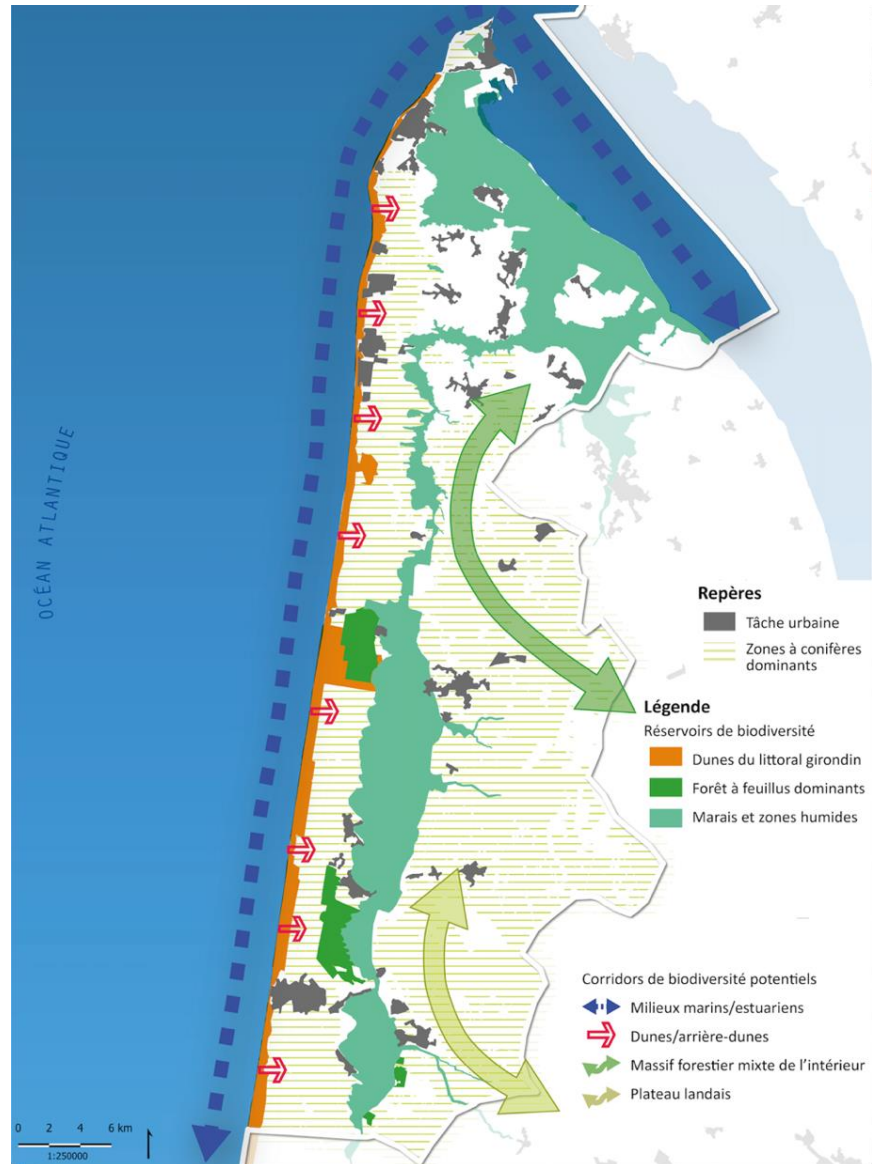 OCÉAN ATLANTIQUE
Repères
Tâche urbaine
Zones à conifères
dominants
Légende
Réservoirs de biodiversité
Dunes du littoral girondin
Forêt à feuillus dominants
Marais et zones humides
Corridors de biodiversité potentiels
Milieux marins/estuariens
Dunes/arrière-dunes
Massif forestier mixte de l'intérieur
Plateau landais
0 2 4 6 km
1:250000